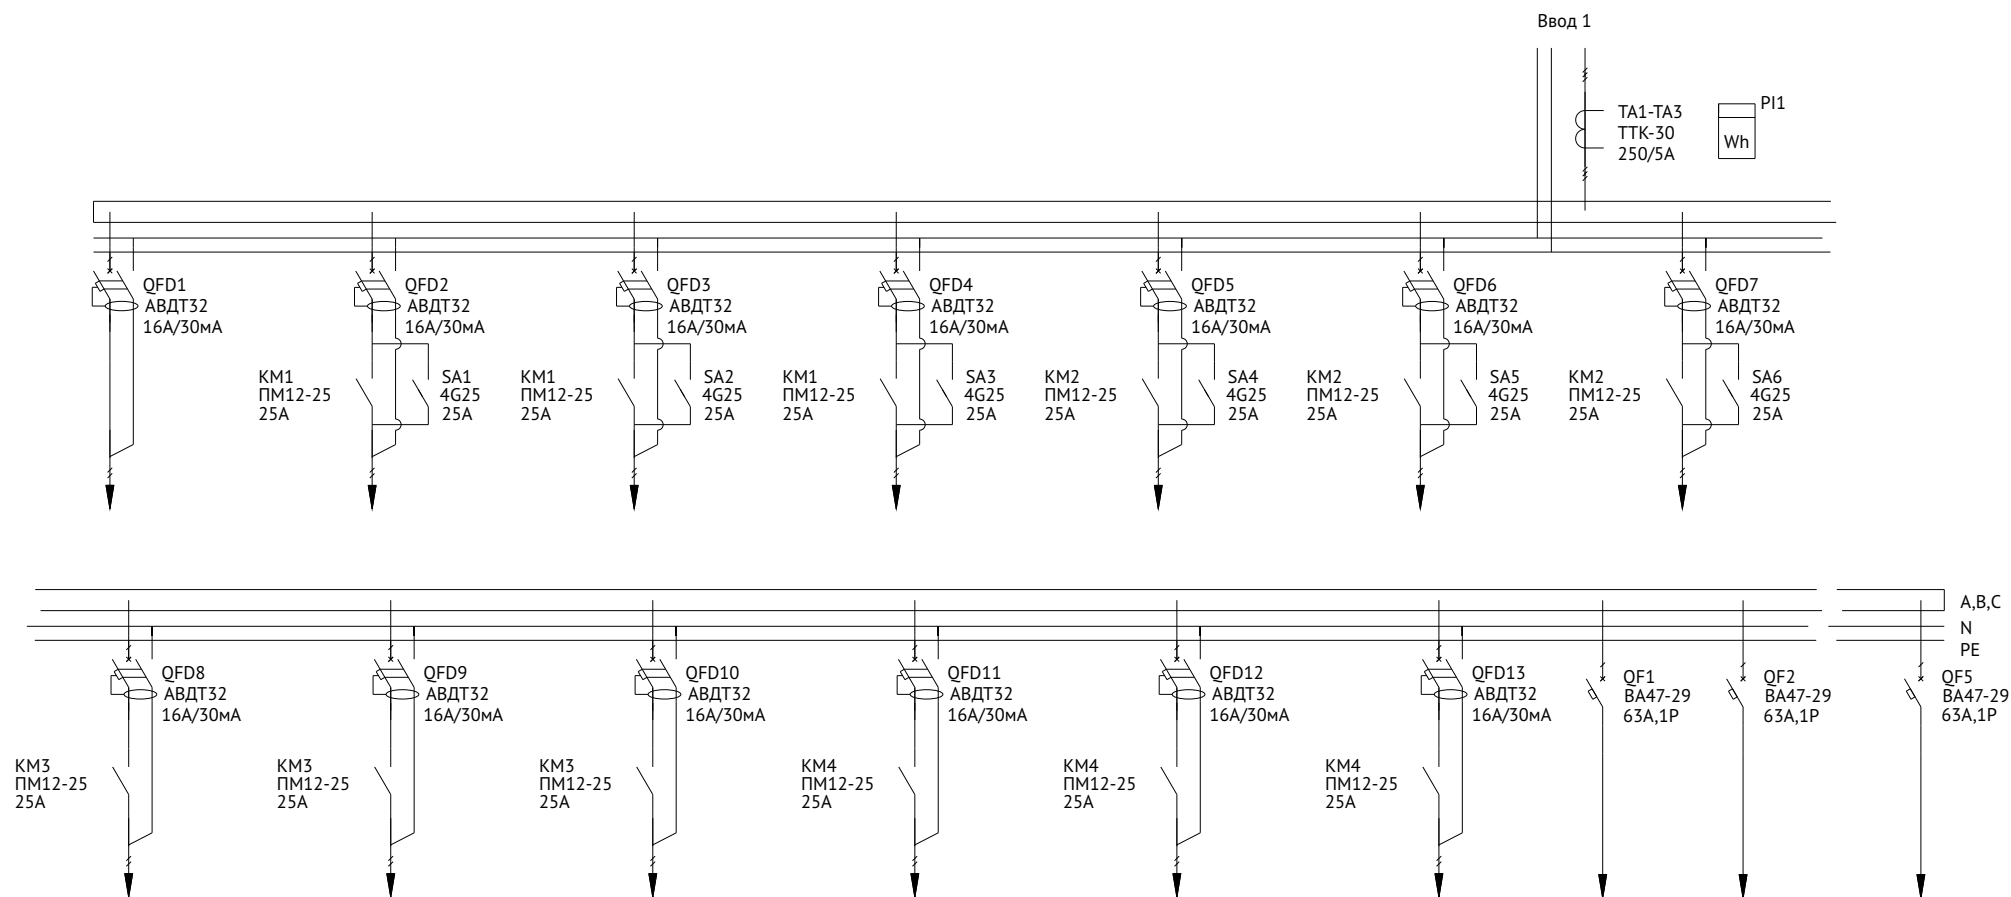 Ввод 1
TA1-TA3
ТТК-30
250/5А
PI1
Wh
QFD1
АВДТ32
16А/30мА
QFD2
АВДТ32
16А/30мА
QFD3
АВДТ32
16А/30мА
QFD4
АВДТ32
16А/30мА
QFD5
АВДТ32
16А/30мА
QFD6
АВДТ32
16А/30мА
QFD7
АВДТ32
16А/30мА
KM1
ПМ12-25
25А
SA1
4G25
25А
KM1
ПМ12-25
25А
SA2
4G25
25А
KM1
ПМ12-25
25А
SA3
4G25
25А
KM2
ПМ12-25
25А
SA4
4G25
25А
KM2
ПМ12-25
25А
SA5
4G25
25А
KM2
ПМ12-25
25А
SA6
4G25
25А
A,B,C
N
PE
QFD8
АВДТ32
16А/30мА
QFD9
АВДТ32
16А/30мА
QFD10
АВДТ32
16А/30мА
QFD11
АВДТ32
16А/30мА
QFD12
АВДТ32
16А/30мА
QFD13
АВДТ32
16А/30мА
QF1
ВА47-29
63А,1Р
QF2
ВА47-29
63А,1Р
QF5
ВА47-29
63А,1Р
KM3
ПМ12-25
25А
KM3
ПМ12-25
25А
KM3
ПМ12-25
25А
KM4
ПМ12-25
25А
KM4
ПМ12-25
25А
KM4
ПМ12-25
25А